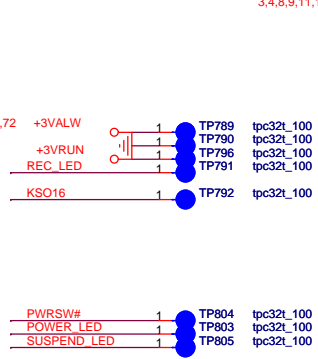 3,4,8,9,11,1
,72 +3VALW 1 TP789 tpc32t_100
1 TP790 tpc32t_100
+3VRUN 1 TP796 tpc32t_100
REC_LED 1 TP791 tpc32t_100
KSO16 1 TP792 tpc32t_100
PWRSW# 1 TP804 tpc32t_100
POWER_LED 1 TP803 tpc32t_100
SUSPEND_LED 1 TP805 tpc32t_100